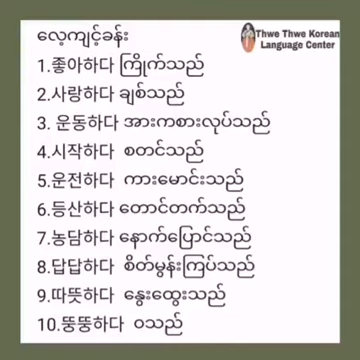 လေ့ကျင့်ခန်း
Thwe Thwe Korean
Language Center
1.좋아하다 ကြိုက်သည်
2.사랑하다 ချစ်သည်
3. 운동하다 အားကစားလုပ်သည်
4.시작하다 စတင်သည်
5.운전하다 ကားမောင်းသည်
6.등산하다 တောင်တက်သည်
7.농담하다 နောက်ပြောင်သည်
8.답답하다 စိတ်မွန်းကြပ်သည်
9.따뜻하다 နွေးထွေးသည်
10.뚱뚱하다 ဝသည်